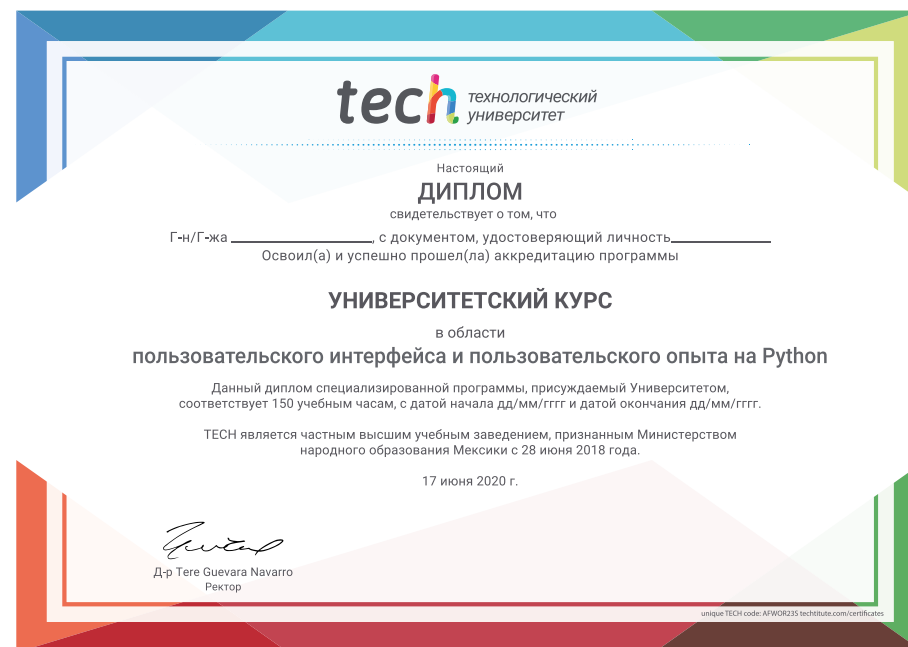 tech технологический
университет
Настоящий
ДИПЛОМ
свидетельствует о том, что
Г-н/Г-жа ____________________, с документом, удостоверяющий личность______________
Освоил(а) и успешно прошел(ла) аккредитацию программы
УНИВЕРСИТЕТСКИЙ КУРС
в области
пользовательского интерфейса и пользовательского опыта на Python
Данный диплом специализированной программы, присуждаемый Университетом,
соответствует 150 учебным часам, с датой начала дд/мм/гггг и датой окончания дд/мм/гггг.
TECH является частным высшим учебным заведением, признанным Министерством
народного образования Мексики с 28 июня 2018 года.
17 июня 2020 г.
Д-р Tere Guevara Navarro
Ректор
unique TECH code: AFWOR23S techtitute.com/certificates